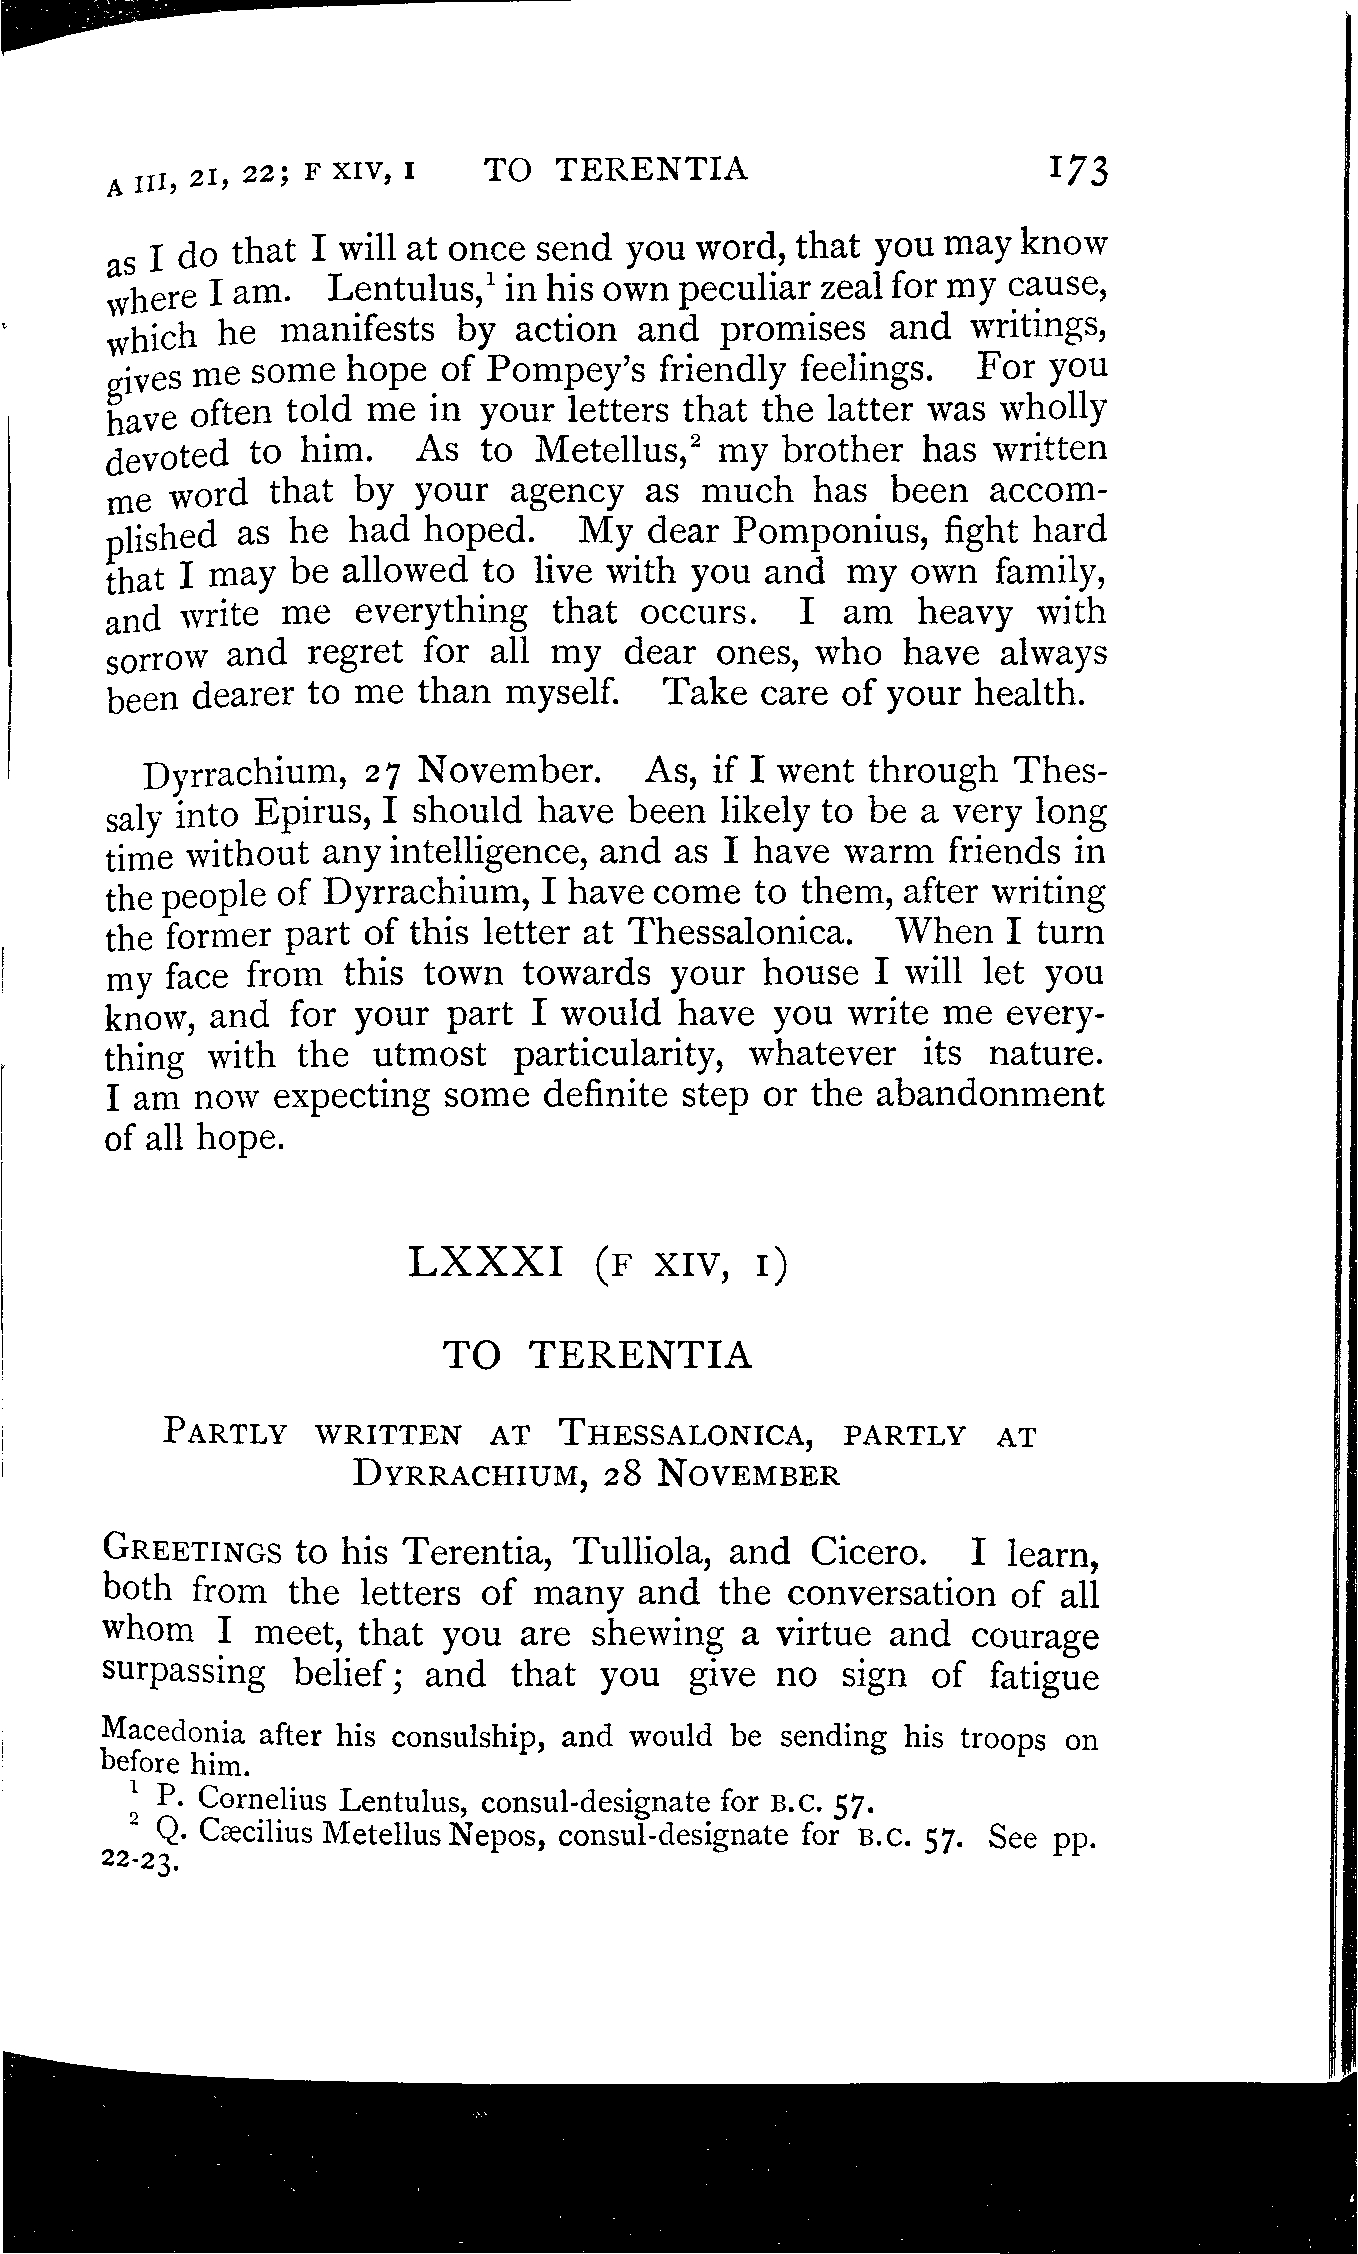 A III, 21, 22; F XIV, 1 TO TERENTIA 173
as I do that I will at once send you word, that you may know
where I am. Lentulus,¹ in his own peculiar zeal for my cause,
which he manifests by action and promises and writings,
gives me some hope of Pompey's friendly feelings. For you
have often told me in your letters that the latter was wholly
devoted to him. As to Metellus,² my brother has written
me word that by your agency as much has been accom-
plished as he had hoped. My dear Pomponius, fight hard
that I may be allowed to live with you and my own family,
and write me everything that occurs. I am heavy with
sorrow and regret for all my dear ones, who have always
been dearer to me than myself. Take care of your health.
Dyrrachium, 27 November. As, if I went through Thes-
saly into Epirus, I should have been likely to be a very long
time without any intelligence, and as I have warm friends in
the people of Dyrrachium, I have come to them, after writing
the former part of this letter at Thessalonica. When I turn
my face from this town towards your house I will let you
know, and for your part I would have you write me every-
thing with the utmost particularity, whatever its nature.
I am now expecting some definite step or the abandonment
of all hope.
LXXXI (F XIV, 1)
TO TERENTIA
PARTLY WRITTEN AT THESSALONICA, PARTLY AT
DYRRACHIUM, 28 NOVEMBER
GREETINGS to his Terentia, Tulliola, and Cicero. I learn,
both from the letters of many and the conversation of all
whom I meet, that you are shewing a virtue and courage
surpassing belief; and that you give no sign of fatigue
Macedonia after his consulship, and would be sending his troops on
before him.
¹ P. Cornelius Lentulus, consul-designate for B.C. 57.
² Q. Cæcilius Metellus Nepos, consul-designate for B.C. 57. See pp.
22-23.